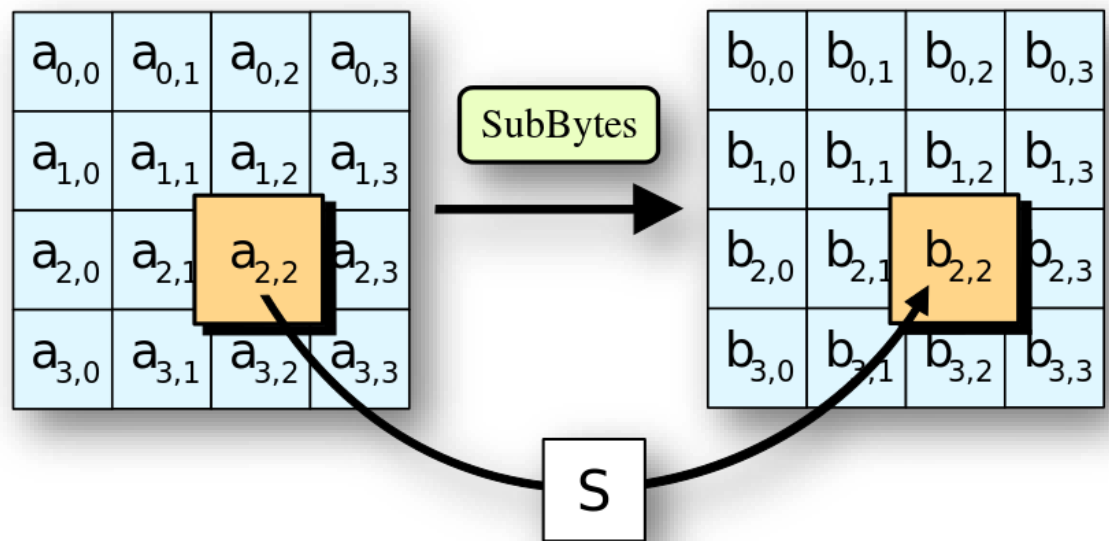 a0,0 a0,1 a0,2 a0,3
a1,0 a1,1 a1,2 a1,3
a2,0 a2,1 a2,2 a2,3
a3,0 a3,1 a3,2 a3,3
SubBytes
b0,0 b0,1 b0,2 b0,3
b1,0 b1,1 b1,2 b1,3
b2,0 b2,1 b2,2 b2,3
b3,0 b3,1 b3,2 b3,3
S